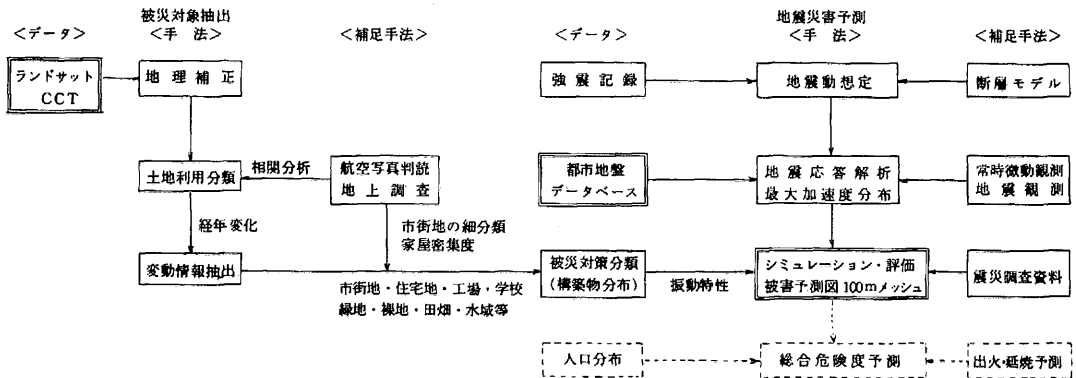 被災対象抽出
＜データ＞
＜手 法＞
＜補足手法＞
ランドサット
CCT
地理補正
土地利用分類
相関分析
航空写真判読
地上調査
経年変化
市街地の細分類
家屋密集度
変動情報抽出
市街地・住宅地・工場・学校
緑地・裸地・田畑・水域等
地震災害予測
＜データ＞
＜手 法＞
＜補足手法＞
強震記録
地震動想定
断層モデル
都市地盤
データベース
地震応答解析
最大加速度分布
常時微動観測
地震観測
被災対策分類
(構築物分布)
振動特性
シミュレーション・評価
被害予測図100mメッシュ
震災調査資料
人口分布
総合危険度予測
出火・延焼予測